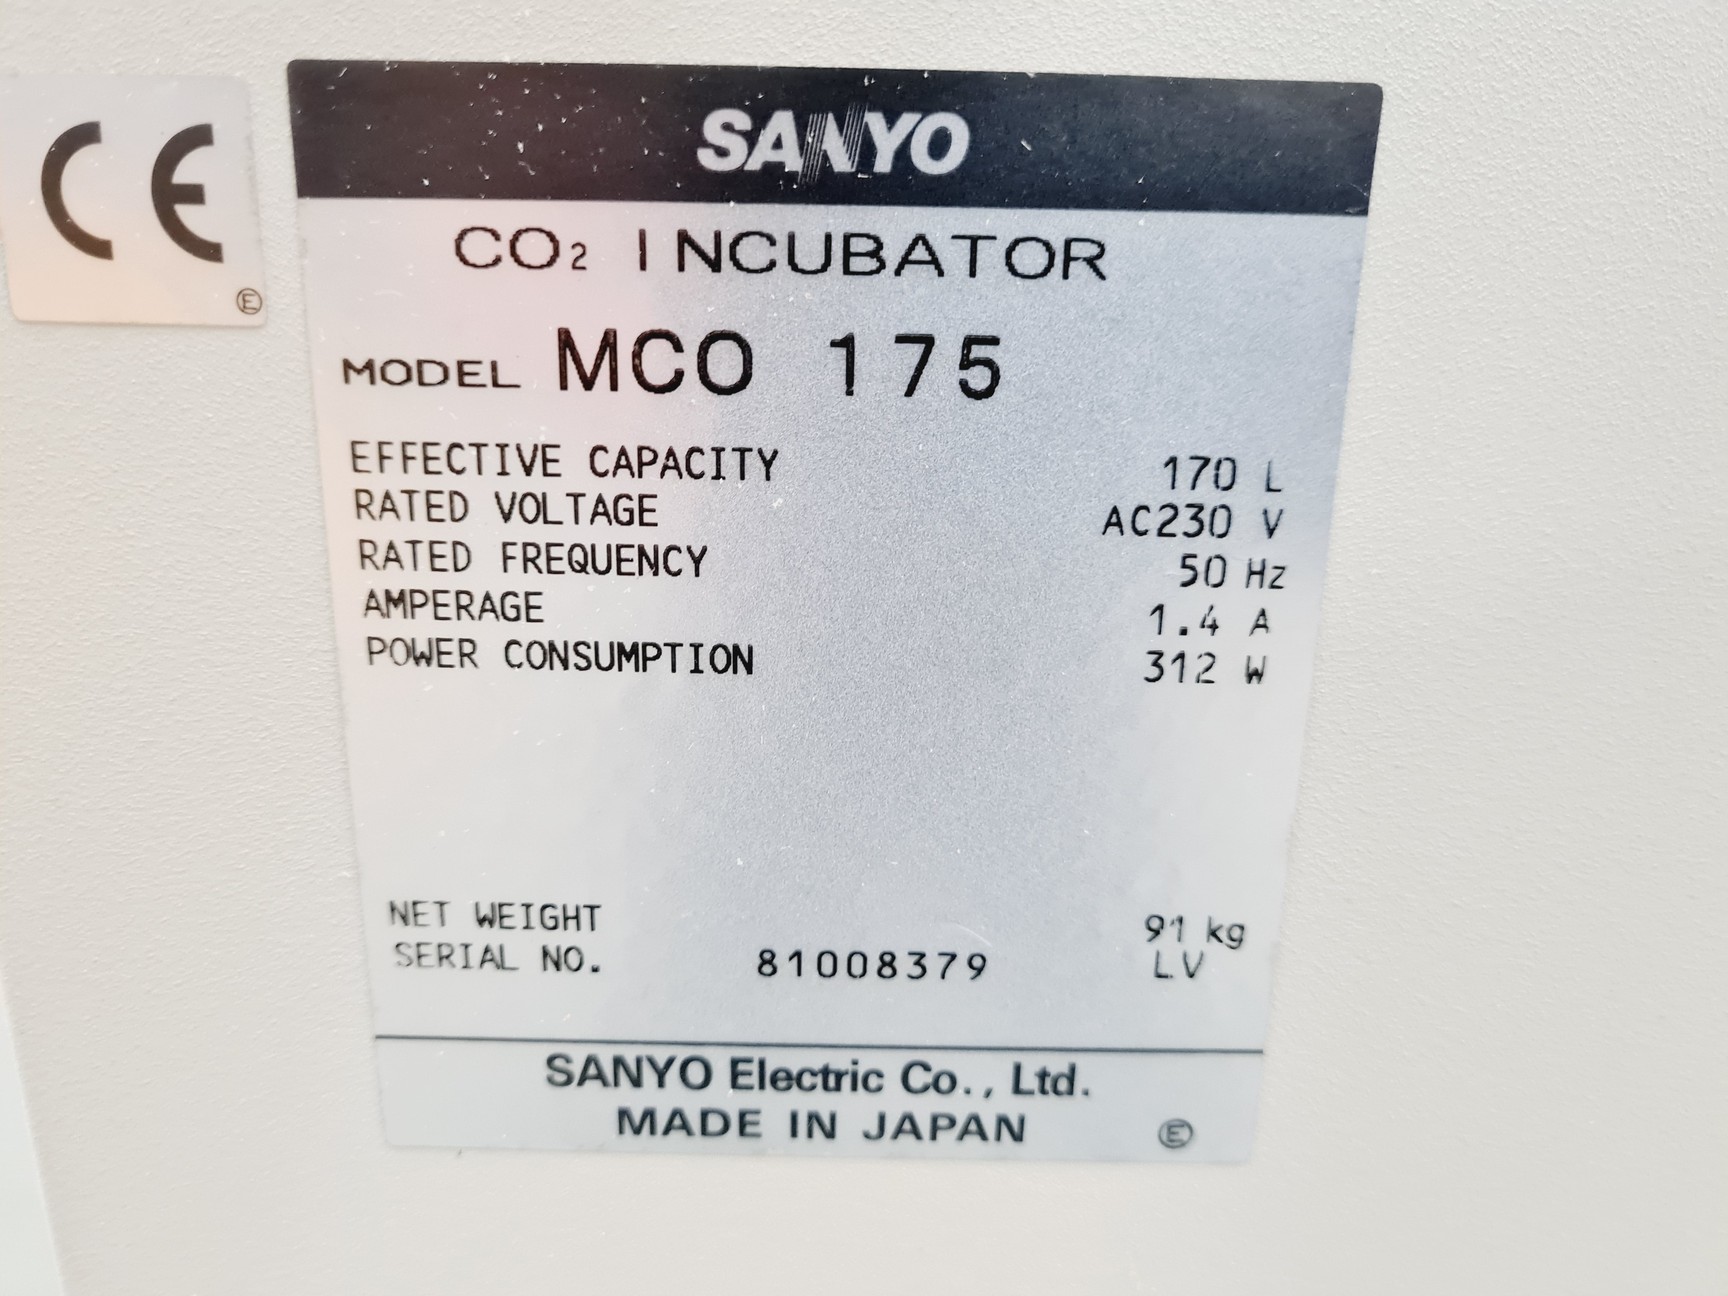 CE
Ⓔ
SANYO
CO₂ INCUBATOR
MODEL MCO 175
EFFECTIVE CAPACITY 170 L
RATED VOLTAGE AC230 V
RATED FREQUENCY 50 Hz
AMPERAGE 1.4 A
POWER CONSUMPTION 312 W
NET WEIGHT 91 kg
SERIAL NO. 81008379 LV
SANYO Electric Co., Ltd.
MADE IN JAPAN Ⓔ